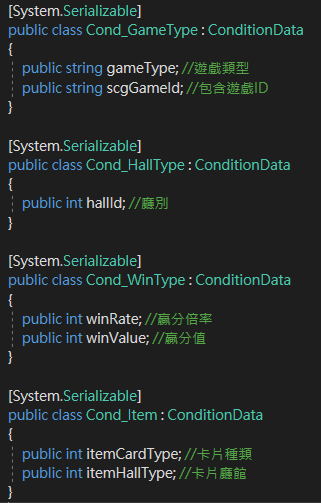 [System.Serializable]
public class Cond_GameType : ConditionData
{
public string gameType; //遊戲類型
public string scgGameId; //包含遊戲ID
}
[System.Serializable]
public class Cond_HallType : ConditionData
{
public int hallId; //廳別
}
[System.Serializable]
public class Cond_WinType : ConditionData
{
public int winRate; //贏分倍率
public int winValue; //贏分值
}
[System.Serializable]
public class Cond_Item : ConditionData
{
public int itemCardType; //卡片種類
public int itemHallType; //卡片廳館
}